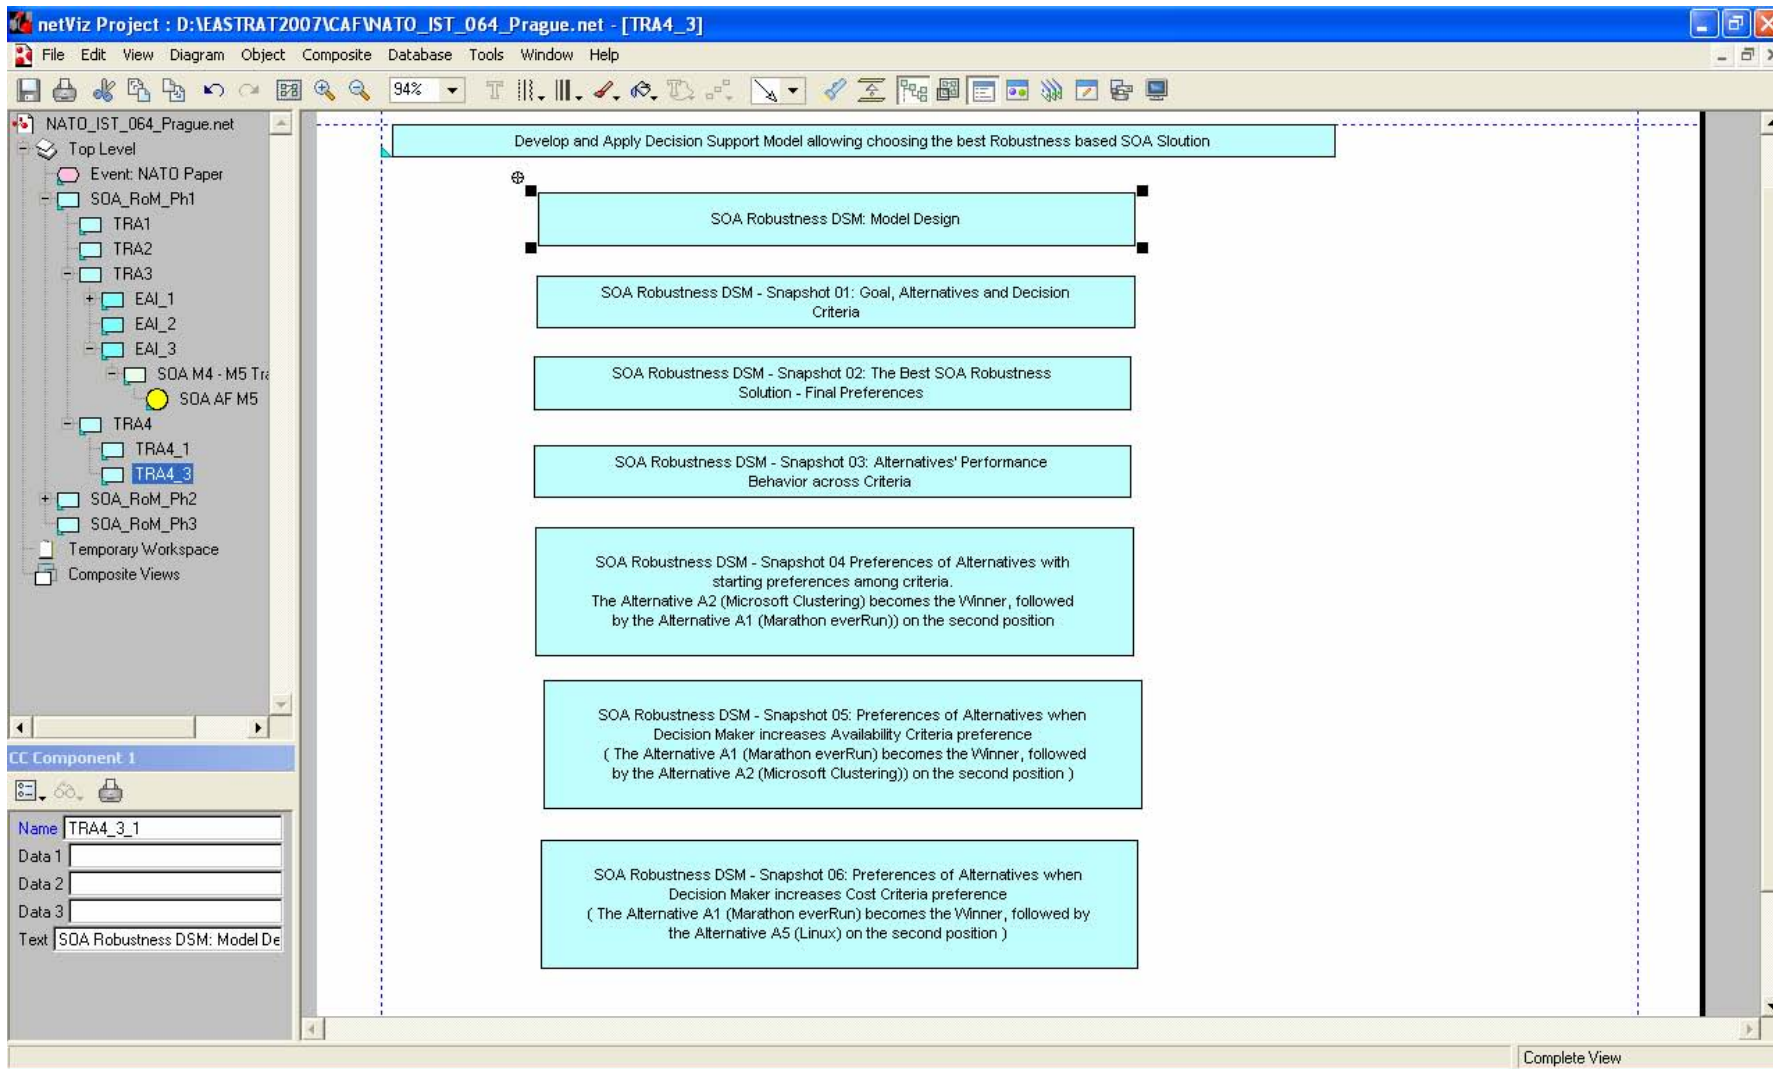 netViz Project : D:\EASTRAT2007\CAF\NATO_IST_064_Prague.net - [TRA4_3]
File Edit View Diagram Object Composite Database Tools Window Help
94%
NATO_IST_064_Prague.net
Top Level
Event: NATO Paper
SOA_RoM_Ph1
TRA1
TRA2
TRA3
EAI_1
EAI_2
EAI_3
SOA M4 - M5 Tra
SOA AF M5
TRA4
TRA4_1
TRA4_3
SOA_RoM_Ph2
SOA_RoM_Ph3
Temporary Workspace
Composite Views
CC Component 1
Name TRA4_3_1
Data 1
Data 2
Data 3
Text SOA Robustness DSM: Model De
Develop and Apply Decision Support Model allowing choosing the best Robustness based SOA Sloution
SOA Robustness DSM: Model Design
SOA Robustness DSM - Snapshot 01: Goal, Alternatives and Decision
Criteria
SOA Robustness DSM - Snapshot 02: The Best SOA Robustness
Solution - Final Preferences
SOA Robustness DSM - Snapshot 03: Alternatives' Performance
Behavior across Criteria
SOA Robustness DSM - Snapshot 04 Preferences of Alternatives with
starting preferences among criteria.
The Alternative A2 (Microsoft Clustering) becomes the Winner, followed
by the Alternative A1 (Marathon everRun)) on the second position
SOA Robustness DSM - Snapshot 05: Preferences of Alternatives when
Decision Maker increases Availability Criteria preference
( The Alternative A1 (Marathon everRun) becomes the Winner, followed
by the Alternative A2 (Microsoft Clustering)) on the second position )
SOA Robustness DSM - Snapshot 06: Preferences of Alternatives when
Decision Maker increases Cost Criteria preference
( The Alternative A1 (Marathon everRun) becomes the Winner, followed by
the Alternative A5 (Linux) on the second position )
Complete View